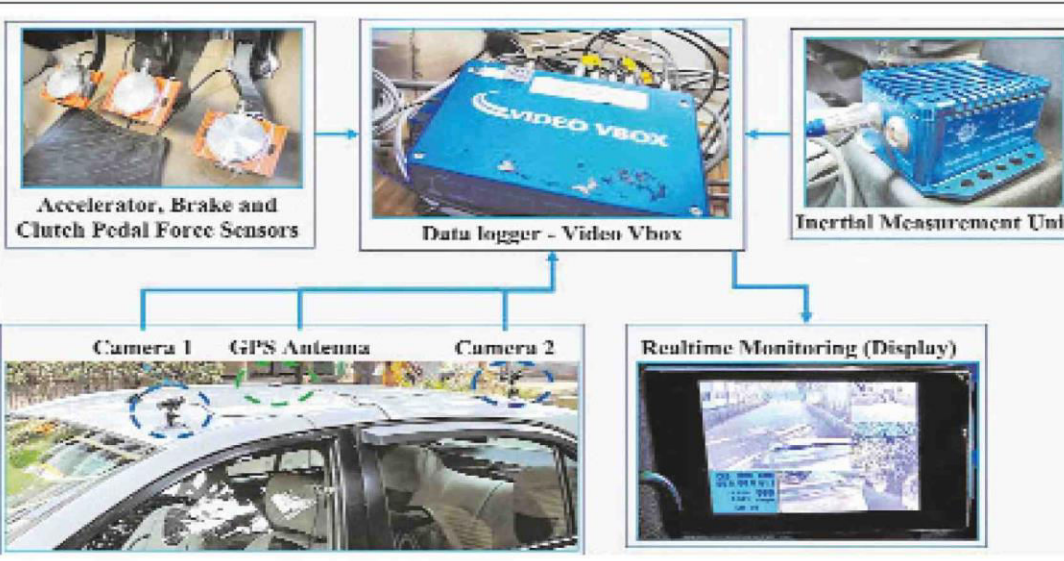 VIDEO VBOX
Accelerator, Brake and
Clutch Pedal Force Sensors
Data logger - Video Vbox
Inertial Measurement Uni
Camera 1
GPS Antenna
Camera 2
Realtime Monitoring (Display)